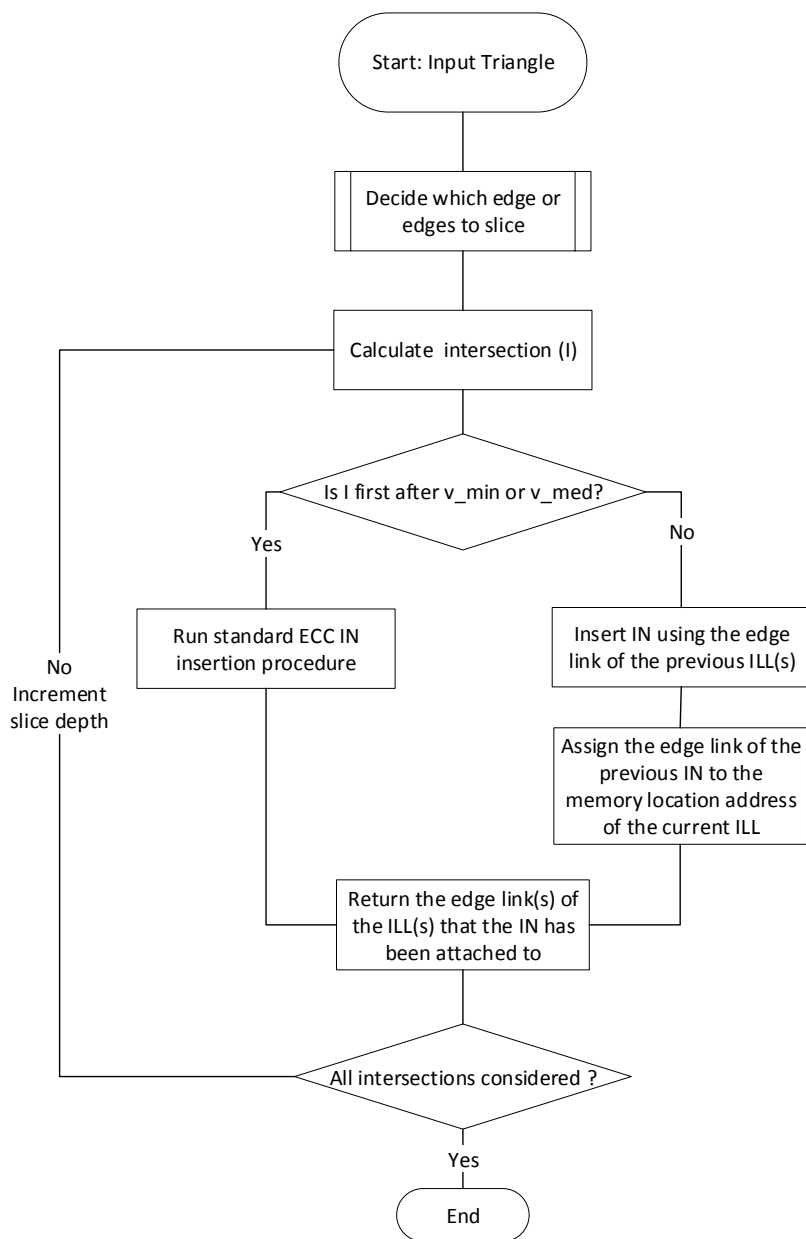 Start: Input Triangle
Decide which edge or
edges to slice
Calculate intersection (I)
Is I first after v_min or v_med?
Yes
No
Run standard ECC IN
insertion procedure
Insert IN using the edge
link of the previous ILL(s)
No
Increment
slice depth
Assign the edge link of the
previous IN to the
memory location address
of the current ILL
Return the edge link(s) of
the ILL(s) that the IN has
been attached to
All intersections considered ?
Yes
End